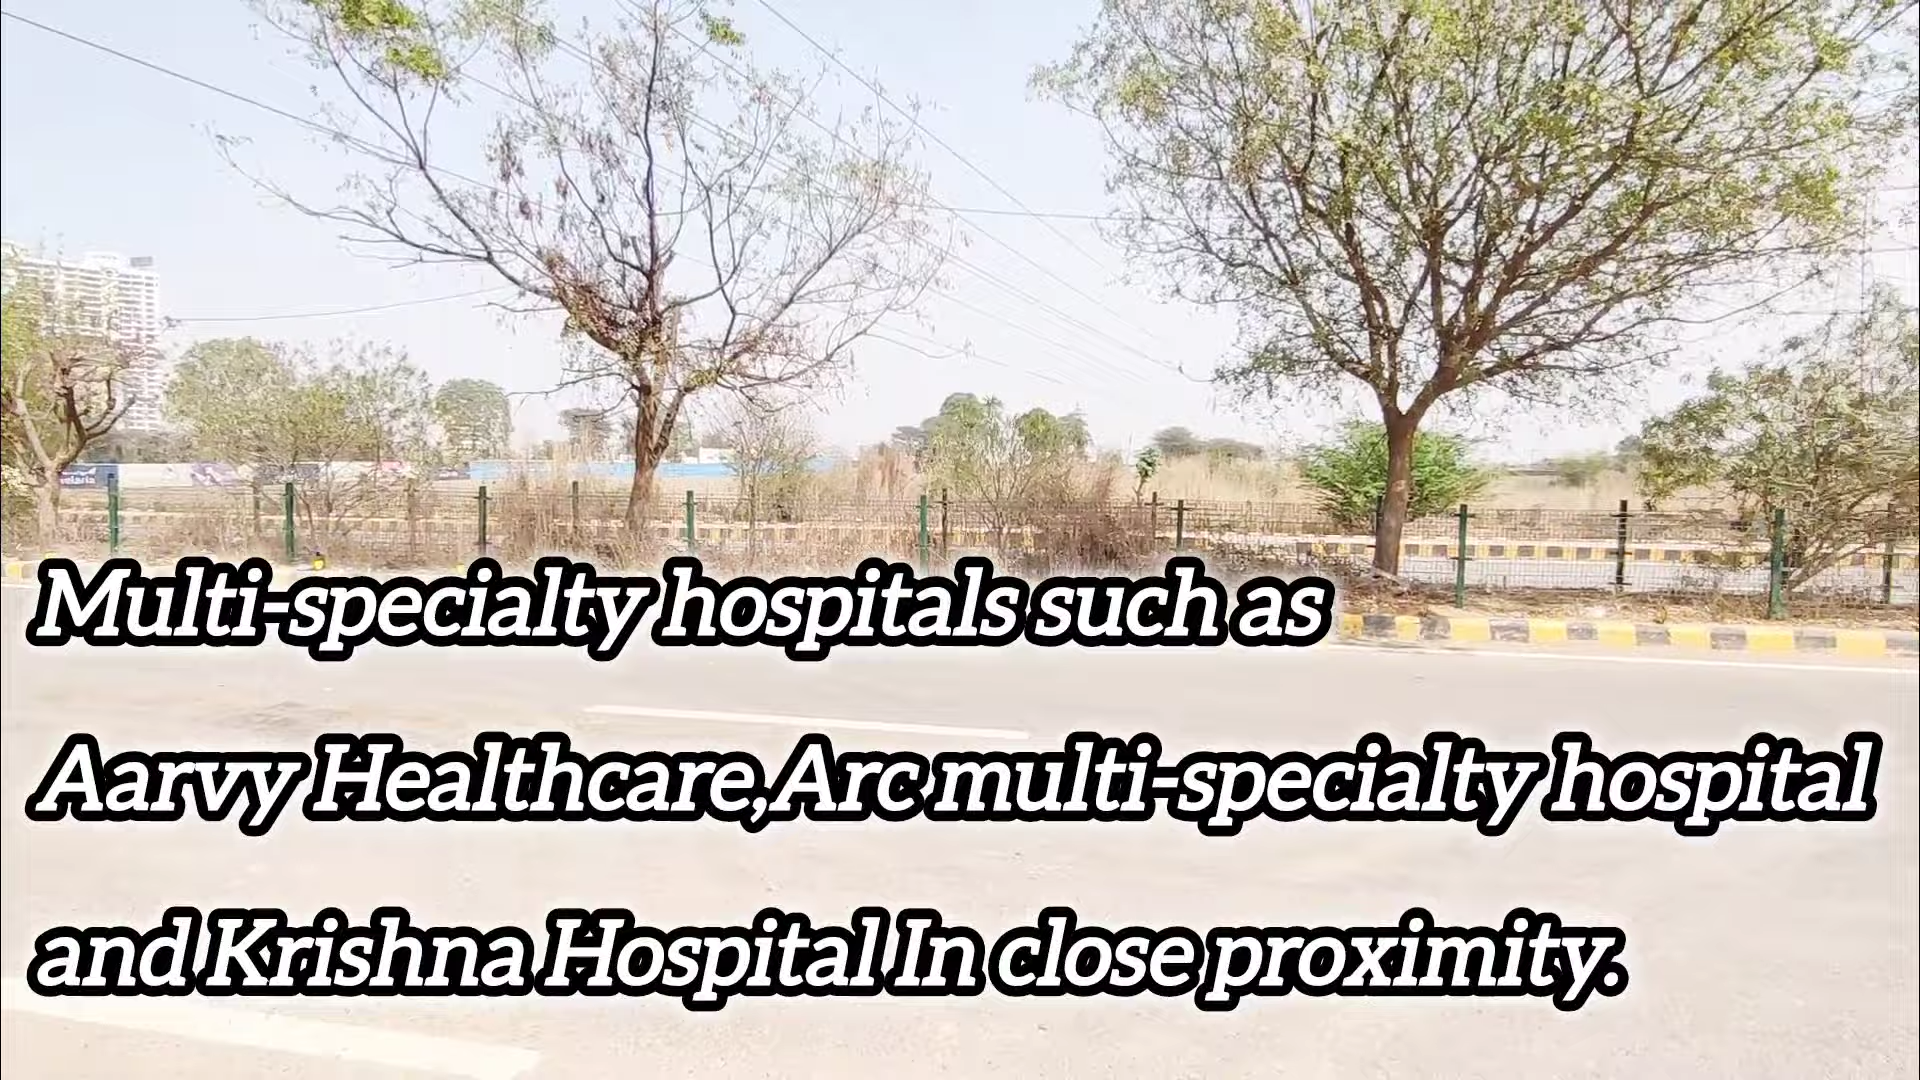 Multi-specialty hospitals such as
Aarvy Healthcare,Arc multi-specialty hospital
and Krishna Hospital In close proximity.